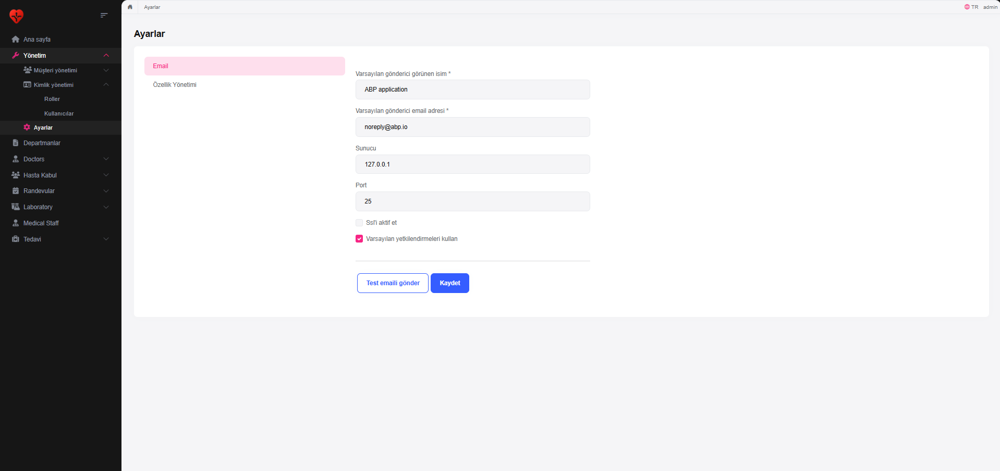 Ayarlar
TR admin
Ana sayfa
Yönetim
Müşteri yönetimi
Kimlik yönetimi
Roller
Kullanıcılar
Ayarlar
Departmanlar
Doctors
Hasta Kabul
Randevular
Laboratory
Medical Staff
Tedavi
Ayarlar
Email
Özellik Yönetimi
Varsayılan gönderici görünen isim *
ABP application
Varsayılan gönderici email adresi *
noreply@abp.io
Sunucu
127.0.0.1
Port
25
Ssl'i aktif et
Varsayılan yetkilendirmeleri kullan
Test emaili gönder
Kaydet